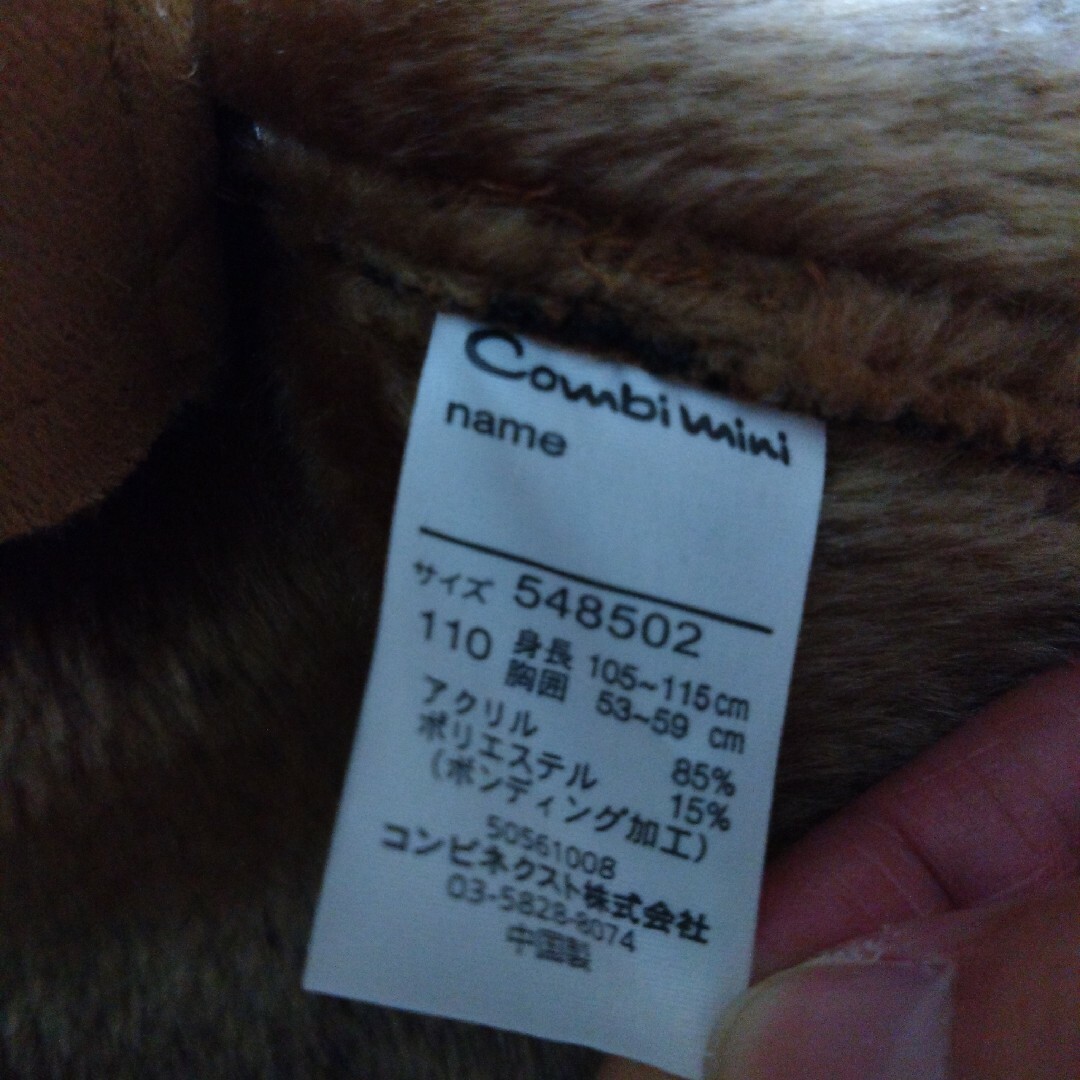 Combi mini
name
サイズ 548502
110 身長 105~115cm
胸囲 53~59 cm
アクリル 85%
ポリエステル 15%
(ボンディング加工)
50561008
コンビネクスト株式会社
03-5828-8074
中国製